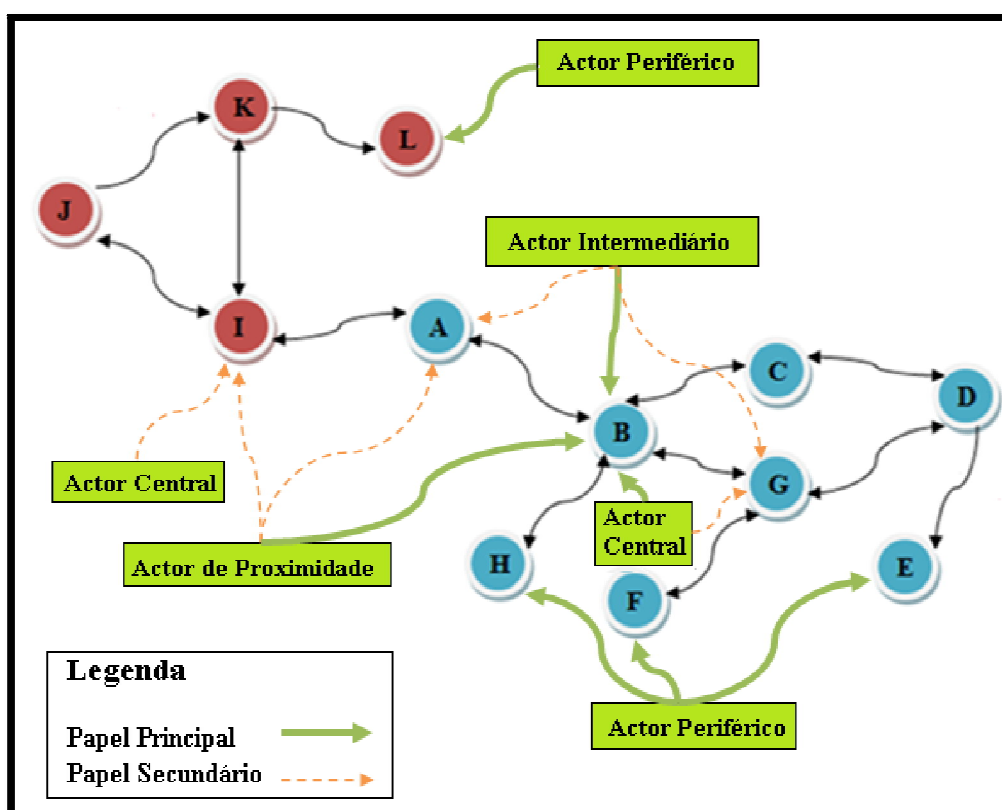 Actor Periférico
K
L
J
Actor Intermediário
I
A
C
D
B
Actor Central
G
Actor
Central
Actor de Proximidade
H
F
E
Legenda
Papel Principal
Papel Secundário
Actor Periférico